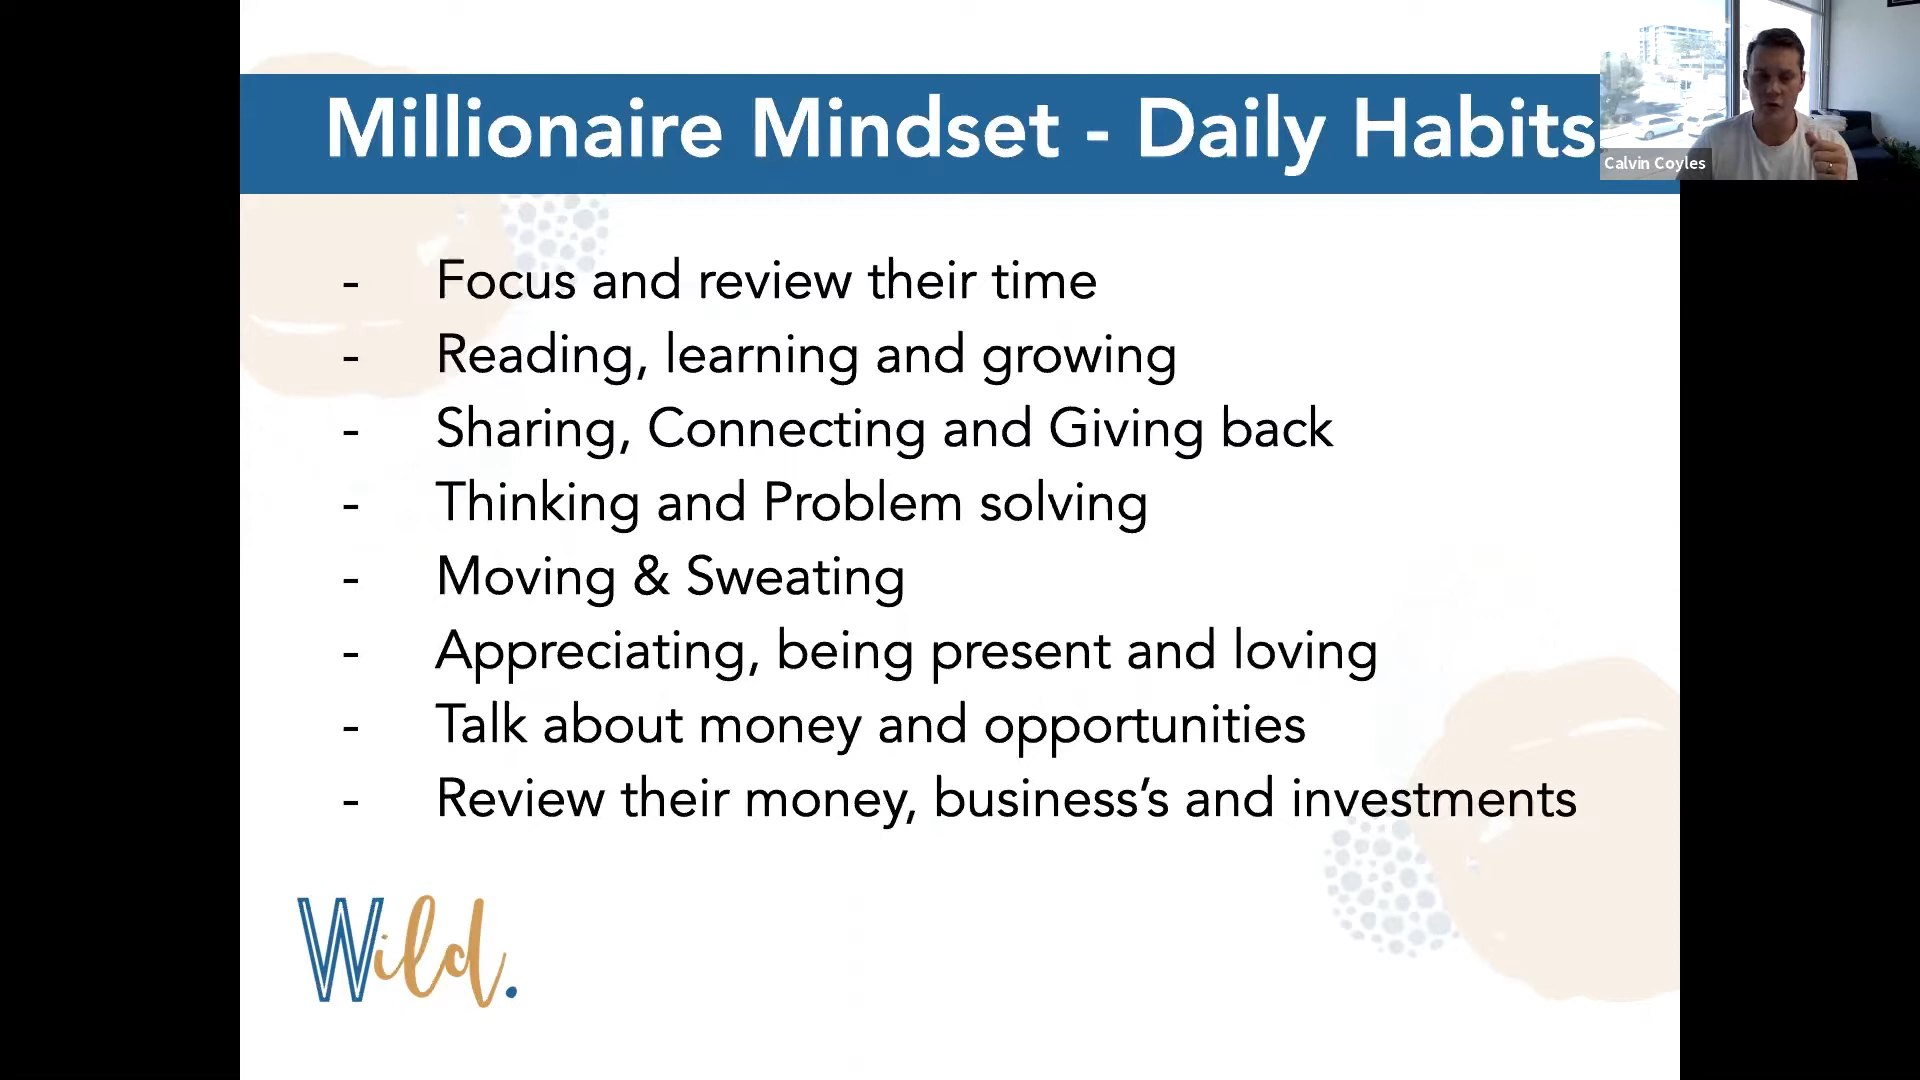 Millionaire Mindset - Daily Habits
Calvin Coyles
- Focus and review their time
- Reading, learning and growing
- Sharing, Connecting and Giving back
- Thinking and Problem solving
- Moving & Sweating
- Appreciating, being present and loving
- Talk about money and opportunities
- Review their money, business’s and investments
Wild.